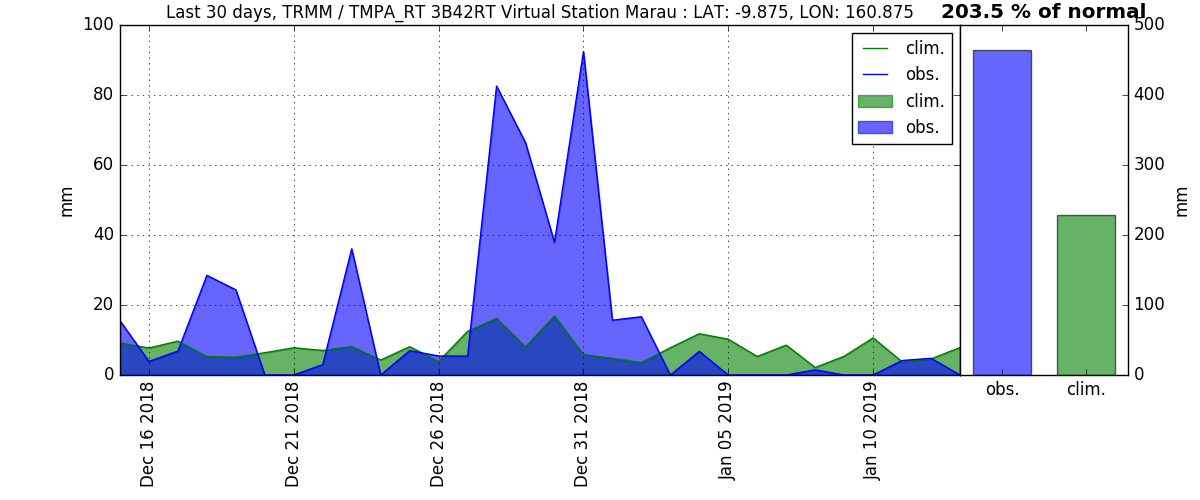 Last 30 days, TRMM / TMPA_RT 3B42RT Virtual Station Marau : LAT: -9.875, LON: 160.875
203.5 % of normal
100
80
60
40
20
0
mm
clim.
obs.
clim.
obs.
Dec 16 2018
Dec 21 2018
Dec 26 2018
Dec 31 2018
Jan 05 2019
Jan 10 2019
500
400
300
200
100
0
mm
obs.
clim.